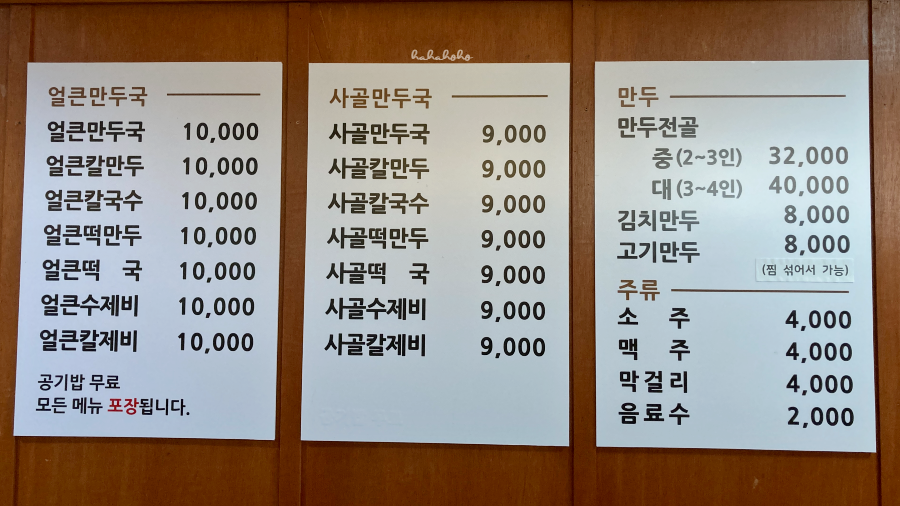 hahahoho
얼큰만두국
얼큰만두국 10,000
얼큰칼만두 10,000
얼큰칼국수 10,000
얼큰떡만두 10,000
얼큰떡 국 10,000
얼큰수제비 10,000
얼큰칼제비 10,000
공기밥 무료
모든 메뉴 포장됩니다.
사골만두국
사골만두국 9,000
사골칼만두 9,000
사골칼국수 9,000
사골떡만두 9,000
사골떡 국 9,000
사골수제비 9,000
사골칼제비 9,000
만두
만두전골
중(2~3인) 32,000
대(3~4인) 40,000
김치만두 8,000
고기만두 8,000
(찜 섞어서 가능)
주류
소 주 4,000
맥 주 4,000
막걸리 4,000
음료수 2,000